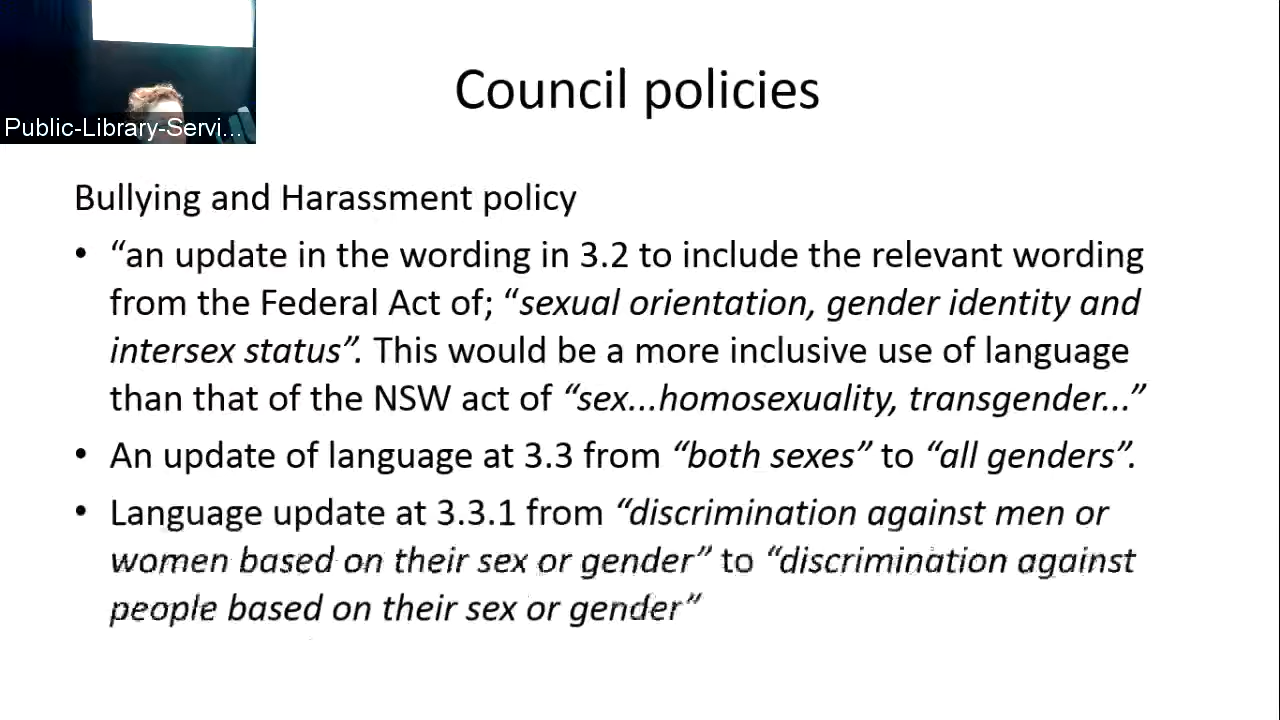 Council policies
Public-Library-Servi...
Bullying and Harassment policy
• “an update in the wording in 3.2 to include the relevant wording
from the Federal Act of; “sexual orientation, gender identity and
intersex status”. This would be a more inclusive use of language
than that of the NSW act of “sex...homosexuality, transgender...”
• An update of language at 3.3 from “both sexes” to “all genders”.
• Language update at 3.3.1 from “discrimination against men or
women based on their sex or gender” to “discrimination against
people based on their sex or gender”